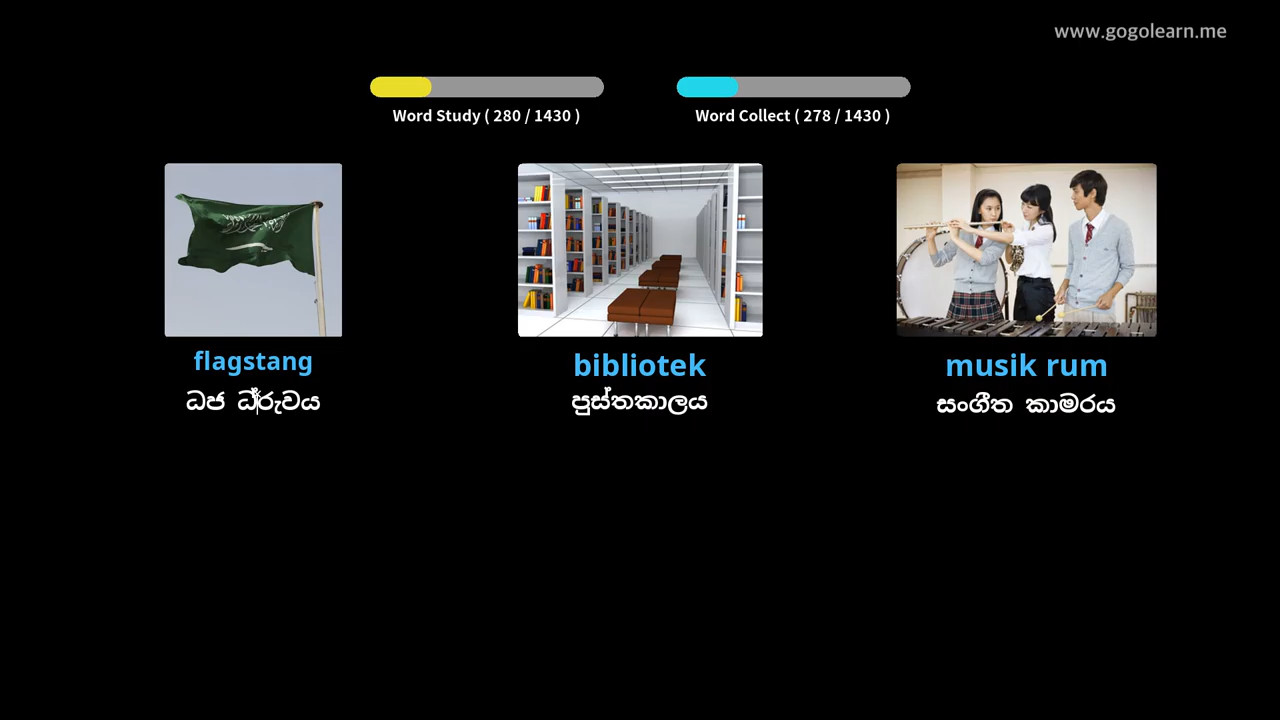 www.gogolearn.me
Word Study ( 280 / 1430 )
Word Collect ( 278 / 1430 )
flagstang
bibliotek
musik rum
ධජ ධ්‍රැවය
පුස්තකාලය
සංගීත කාමරය